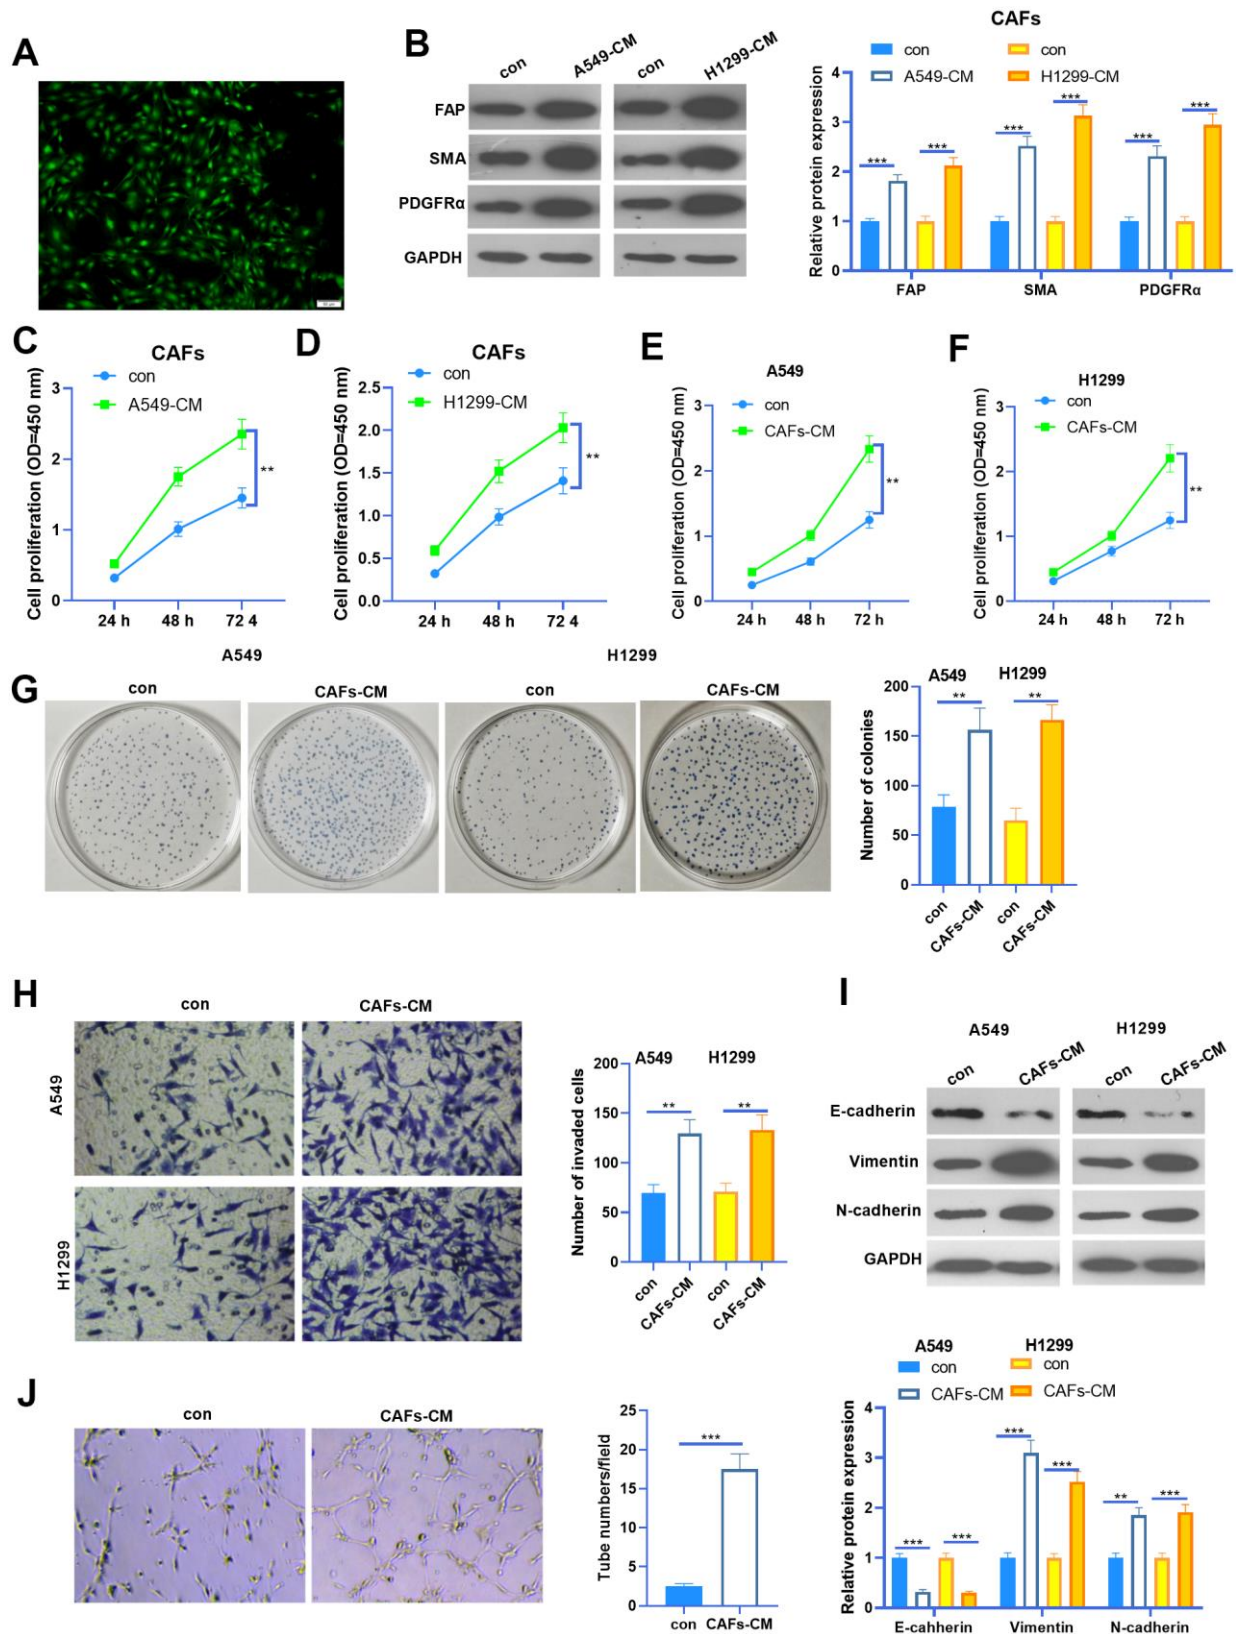 A
B
con
A549-CM
con
H1299-CM
FAP
SMA
PDGFRα
GAPDH
CAFs
con
con
A549-CM
H1299-CM
Relative protein expression
4
3
2
1
0
***
***
***
***
***
***
FAP
SMA
PDGFRα
C
CAFs
con
A549-CM
Cell proliferation (OD=450 nm)
3
2
1
0
**
24 h
48 h
72 4
D
CAFs
con
H1299-CM
Cell proliferation (OD=450 nm)
2.5
2.0
1.5
1.0
0.5
0.0
**
24 h
48 h
72 4
E
A549
con
CAFs-CM
Cell proliferation (OD=450 nm)
3
2
1
0
**
24 h
48 h
72 h
F
H1299
con
CAFs-CM
Cell proliferation (OD=450 nm)
3
2
1
0
**
24 h
48 h
72 h
G
A549
H1299
con
CAFs-CM
con
CAFs-CM
A549
H1299
Number of colonies
200
150
100
50
0
**
**
con
CAFs-CM
con
CAFs-CM
H
con
CAFs-CM
A549
H1299
A549
H1299
Number of invaded cells
200
150
100
50
0
**
**
con
CAFs-CM
con
CAFs-CM
I
A549
H1299
con
CAFs-CM
con
CAFs-CM
E-cadherin
Vimentin
N-cadherin
GAPDH
A549
H1299
con
con
CAFs-CM
CAFs-CM
Relative protein expression
4
3
2
1
0
***
***
***
***
**
***
E-cahherin
Vimentin
N-cadherin
J
con
CAFs-CM
Tube numbers/field
25
20
15
10
5
0
***
con
CAFs-CM